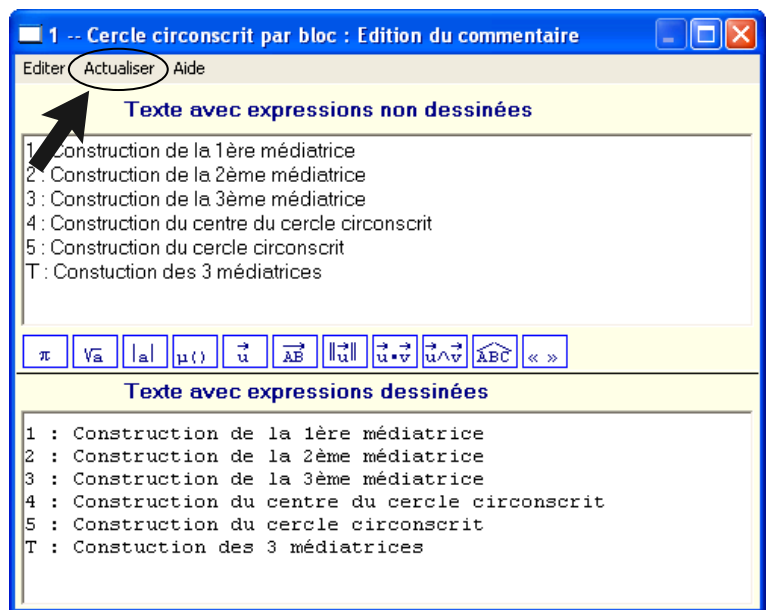 1 -- Cercle circonscrit par bloc : Edition du commentaire
Editer Actualiser Aide
Texte avec expressions non dessinées
1 : Construction de la 1ère médiatrice
2 : Construction de la 2ème médiatrice
3 : Construction de la 3ème médiatrice
4 : Construction du centre du cercle circonscrit
5 : Construction du cercle circonscrit
T : Constuction des 3 médiatrices
π √a |a| μ() u⃗ AB⃗ ||u⃗|| u⃗•v⃗ u⃗∧v⃗ ABC « »
Texte avec expressions dessinées
1 : Construction de la 1ère médiatrice
2 : Construction de la 2ème médiatrice
3 : Construction de la 3ème médiatrice
4 : Construction du centre du cercle circonscrit
5 : Construction du cercle circonscrit
T : Constuction des 3 médiatrices